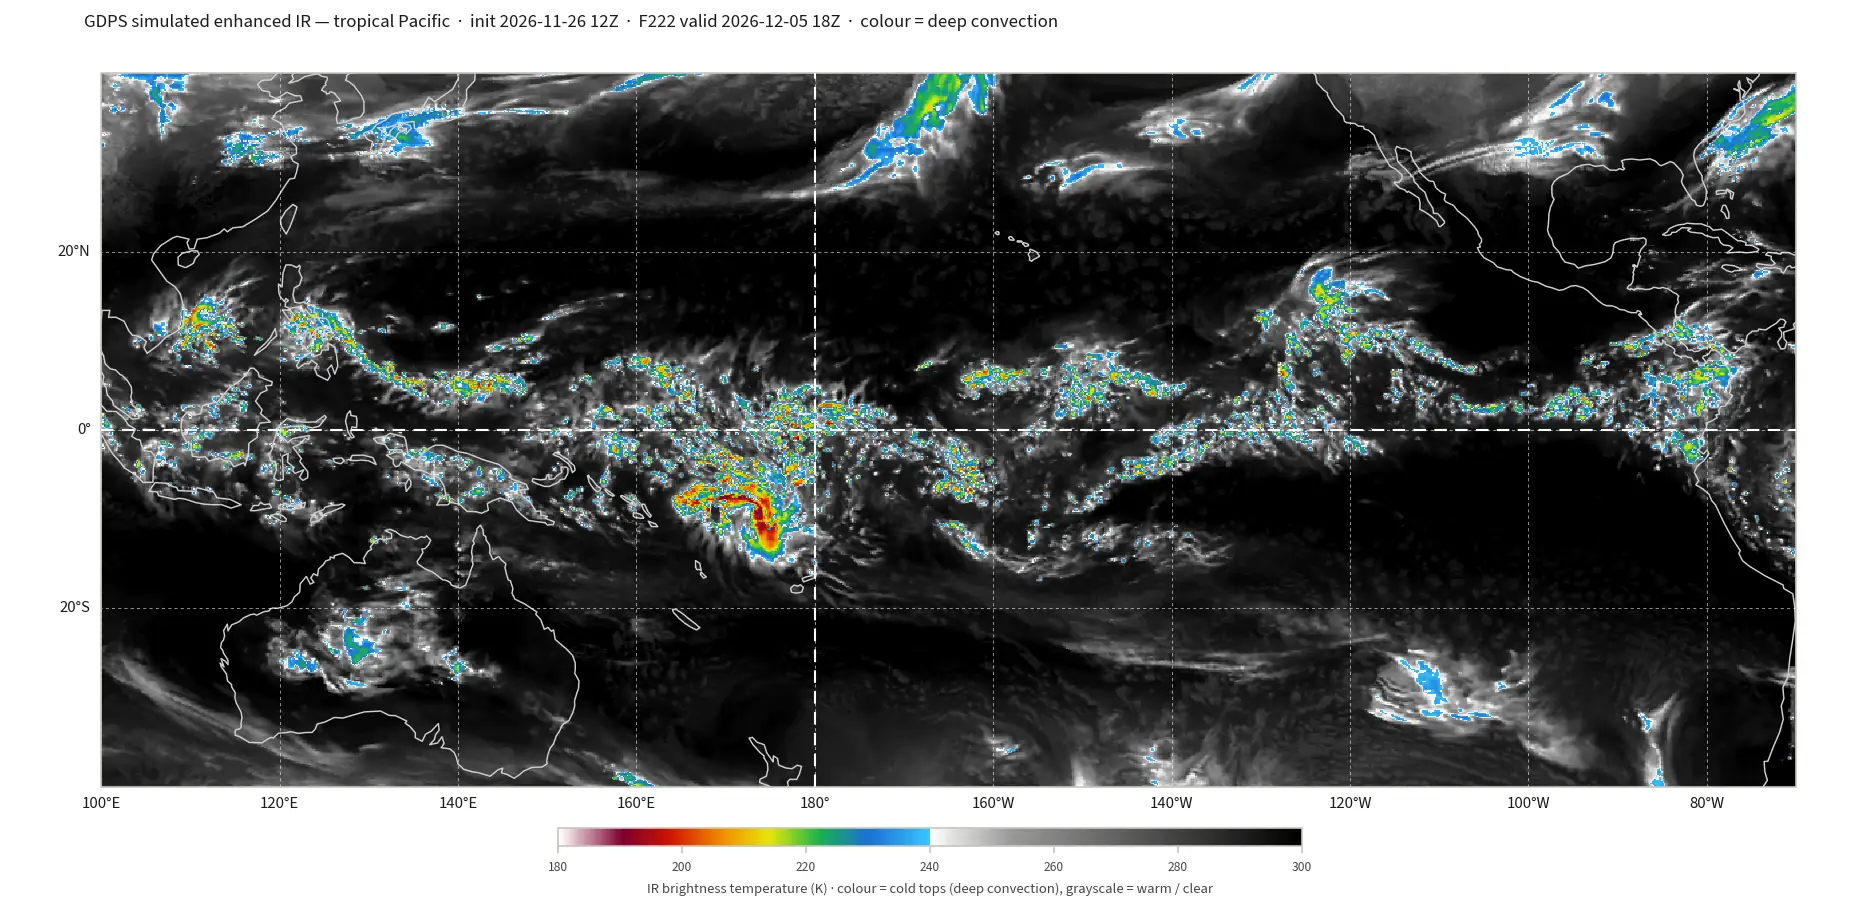 GDPS simulated enhanced IR — tropical Pacific · init 2026-11-26 12Z · F222 valid 2026-12-05 18Z · colour = deep convection
20°N
0°
20°S
100°E 120°E 140°E 160°E 180° 160°W 140°W 120°W 100°W 80°W
180 200 220 240 260 280 300
IR brightness temperature (K) · colour = cold tops (deep convection), grayscale = warm / clear